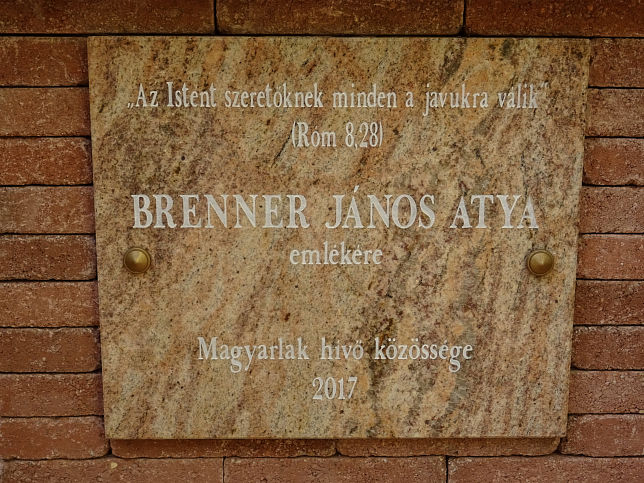 „Az Istent szeretőknek minden a javukra válik”
(Róm 8,28)
BRENNER JÁNOS ATYA
emlékére
Magyarlak hívő közössége
2017